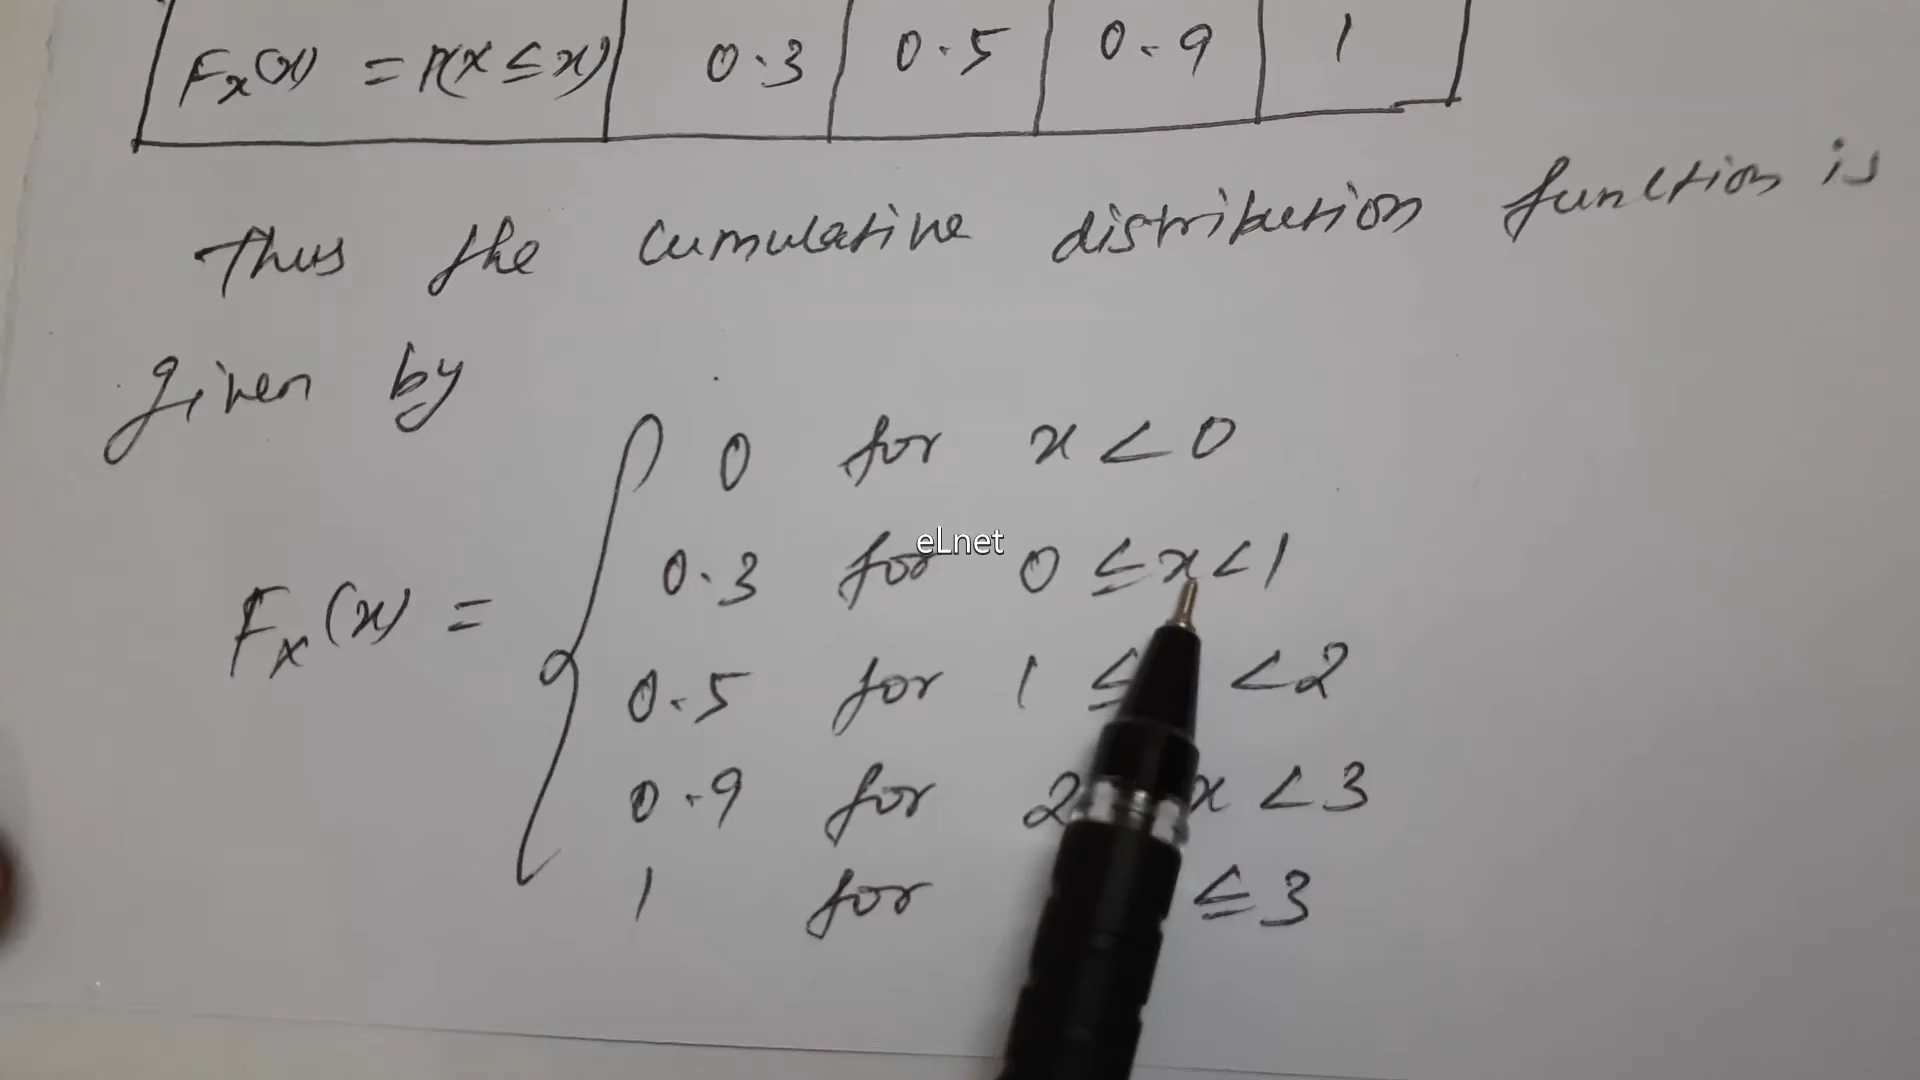 Fx(x) = P(X ≤ x) 0.3 0.5 0.9 1
Thus the cumulative distribution function is
given by
0 for x < 0
eLnet
0.3 for 0 ≤ x < 1
Fx(x) =
0.5 for 1 ≤ < 2
0.9 for 2 x < 3
1 for ≤ 3